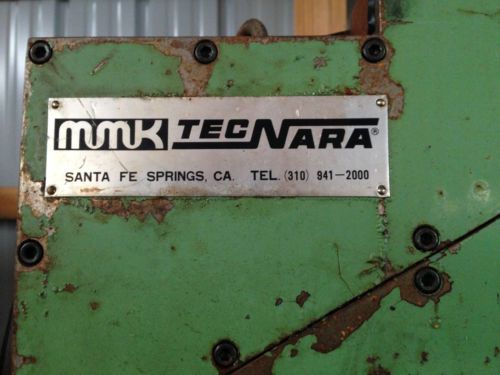 MMK TECNARA®
SANTA FE SPRINGS, CA. TEL. (310) 941-2000